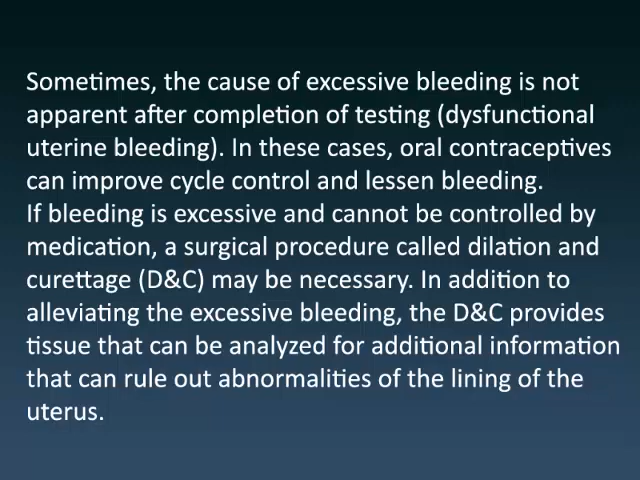 Sometimes, the cause of excessive bleeding is not
apparent after completion of testing (dysfunctional
uterine bleeding). In these cases, oral contraceptives
can improve cycle control and lessen bleeding.
If bleeding is excessive and cannot be controlled by
medication, a surgical procedure called dilation and
curettage (D&C) may be necessary. In addition to
alleviating the excessive bleeding, the D&C provides
tissue that can be analyzed for additional information
that can rule out abnormalities of the lining of the
uterus.